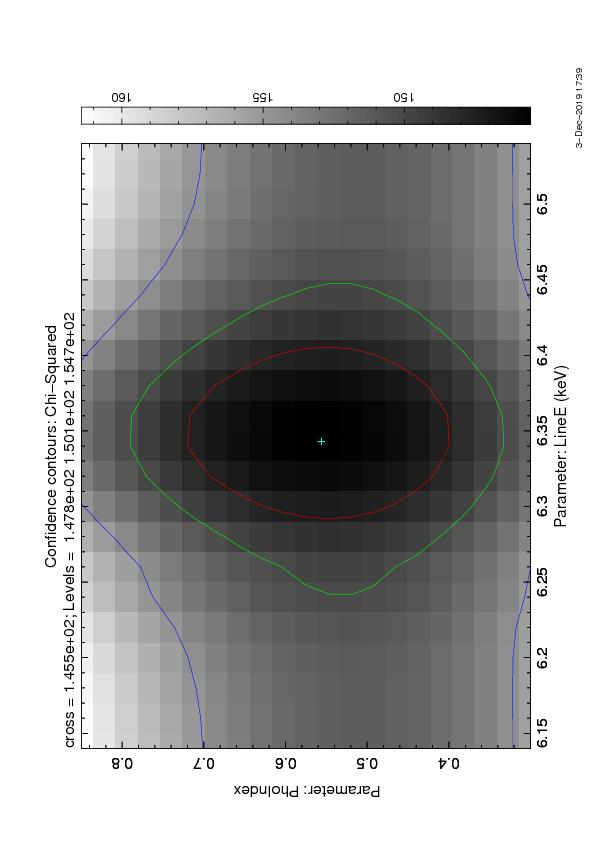 Confidence contours: Chi−Squared
cross = 1.455e+02; Levels = 1.478e+02 1.501e+02 1.547e+02
160 155 150
0.8 0.7 0.6 0.5 0.4
Parameter: PhoIndex
6.15 6.2 6.25 6.3 6.35 6.4 6.45 6.5
Parameter: LineE (keV)
3−Dec−2019 17:39